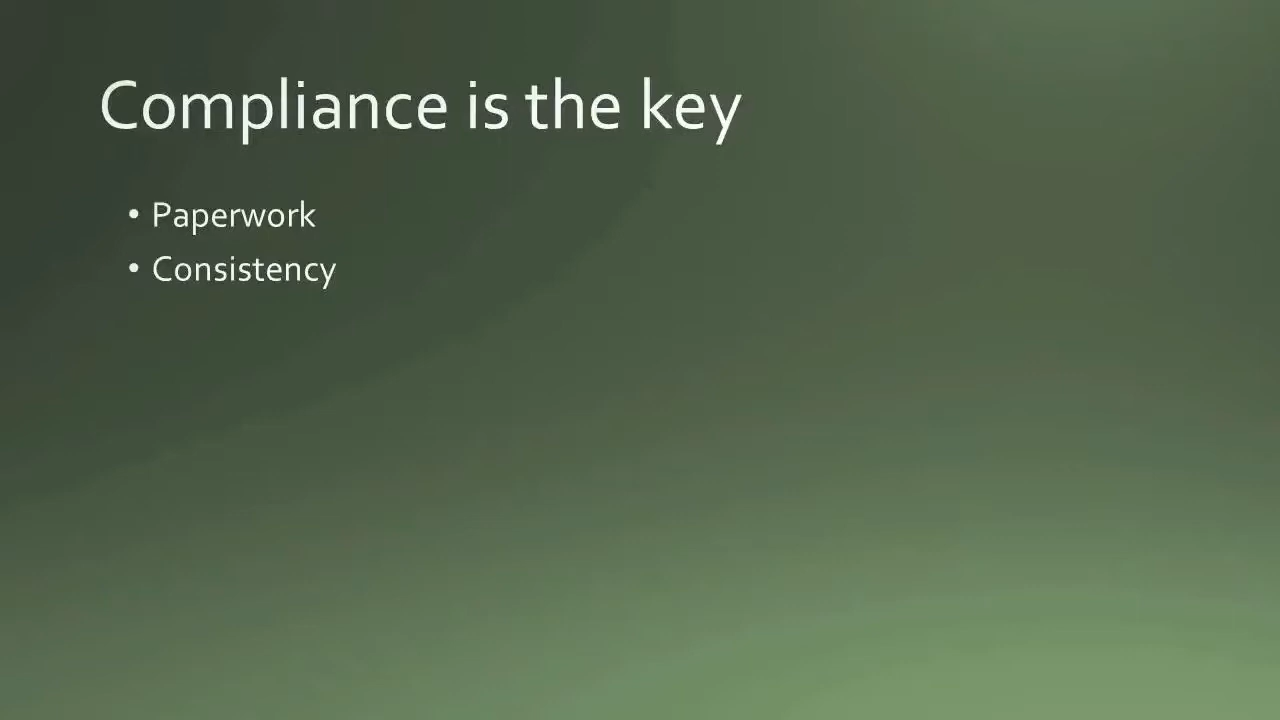 Compliance is the key
• Paperwork
• Consistency